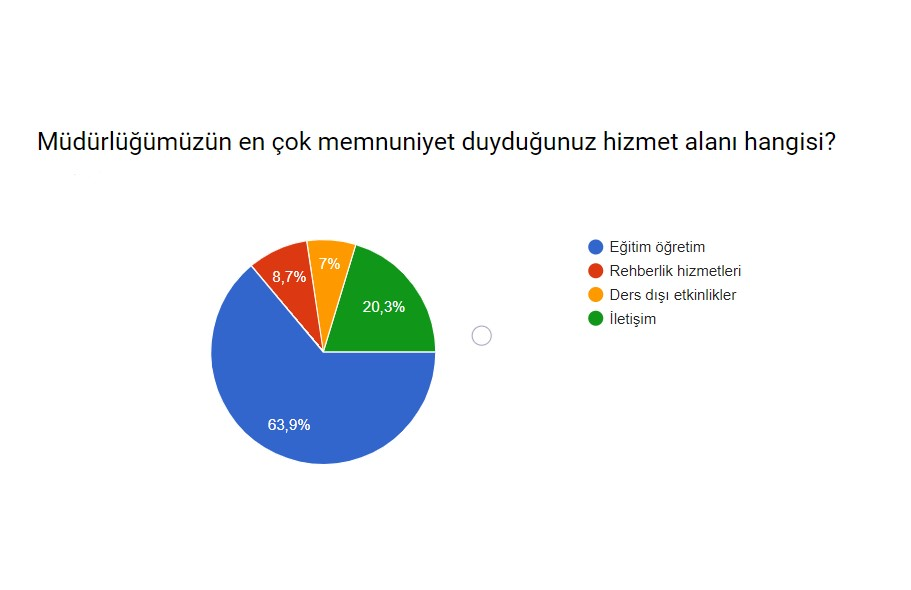 Müdürlüğümüzün en çok memnuniyet duyduğunuz hizmet alanı hangisi?
7%
8,7%
20,3%
63,9%
Eğitim öğretim
Rehberlik hizmetleri
Ders dışı etkinlikler
İletişim